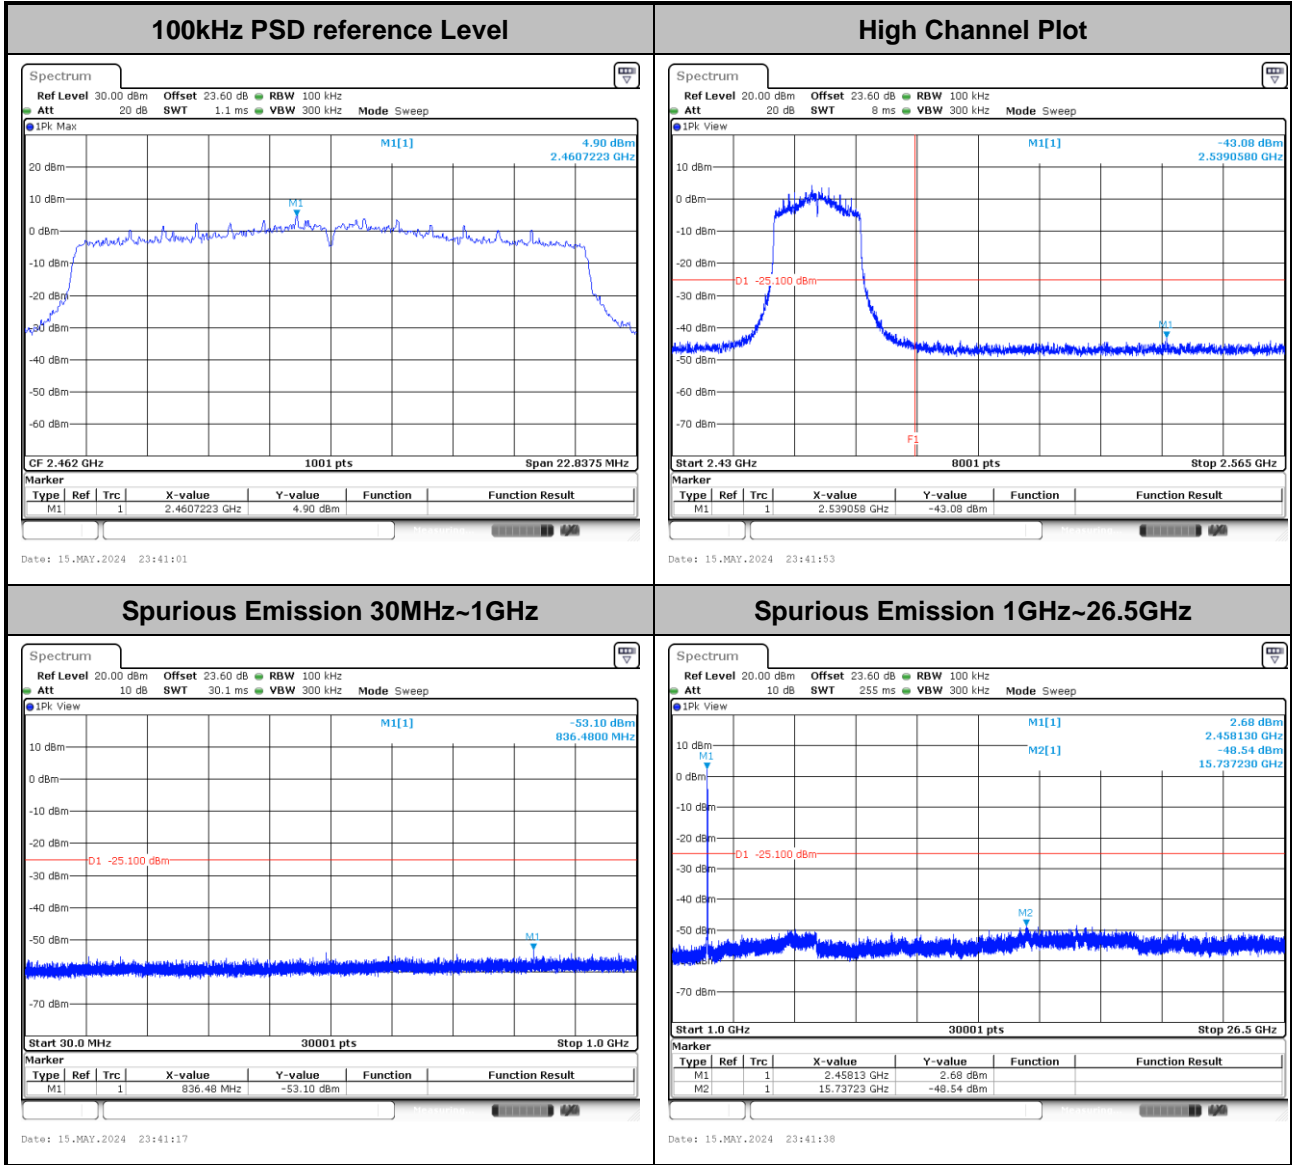 100kHz PSD reference Level
Spectrum
Ref Level 30.00 dBm Offset 23.60 dB RBW 100 kHz
Att 20 dB SWT 1.1 ms VBW 300 kHz Mode Sweep
1Pk Max
M1[1] 4.90 dBm
2.4607223 GHz
20 dBm
10 dBm
M1
0 dBm
-10 dBm
-20 dBm
-30 dBm
-40 dBm
-50 dBm
-60 dBm
CF 2.462 GHz 1001 pts Span 22.8375 MHz
Marker
Type Ref Trc X-value Y-value Function Function Result
M1 1 2.4607223 GHz 4.90 dBm
Date: 15.MAY.2024 23:41:01
High Channel Plot
Spectrum
Ref Level 20.00 dBm Offset 23.60 dB RBW 100 kHz
Att 20 dB SWT 8 ms VBW 300 kHz Mode Sweep
1Pk View
M1[1] -43.08 dBm
2.5390580 GHz
10 dBm
0 dBm
-10 dBm
-20 dBm
D1 -25.100 dBm
-30 dBm
-40 dBm
M1
-50 dBm
-60 dBm
-70 dBm
F1
Start 2.43 GHz 8001 pts Stop 2.565 GHz
Marker
Type Ref Trc X-value Y-value Function Function Result
M1 1 2.539058 GHz -43.08 dBm
Date: 15.MAY.2024 23:41:53
Spurious Emission 30MHz~1GHz
Spectrum
Ref Level 20.00 dBm Offset 23.60 dB RBW 100 kHz
Att 10 dB SWT 30.1 ms VBW 300 kHz Mode Sweep
1Pk View
M1[1] -53.10 dBm
836.4800 MHz
10 dBm
0 dBm
-10 dBm
-20 dBm
D1 -25.100 dBm
-30 dBm
-40 dBm
-50 dBm
M1
-70 dBm
Start 30.0 MHz 30001 pts Stop 1.0 GHz
Marker
Type Ref Trc X-value Y-value Function Function Result
M1 1 836.48 MHz -53.10 dBm
Date: 15.MAY.2024 23:41:17
Spurious Emission 1GHz~26.5GHz
Spectrum
Ref Level 20.00 dBm Offset 23.60 dB RBW 100 kHz
Att 10 dB SWT 255 ms VBW 300 kHz Mode Sweep
1Pk View
M1[1] 2.68 dBm
2.458130 GHz
M2[1] -48.54 dBm
15.737230 GHz
10 dBm
M1
0 dBm
-10 dBm
-20 dBm
D1 -25.100 dBm
-30 dBm
-40 dBm
M2
-50 dBm
-70 dBm
Start 1.0 GHz 30001 pts Stop 26.5 GHz
Marker
Type Ref Trc X-value Y-value Function Function Result
M1 1 2.45813 GHz 2.68 dBm
M2 1 15.73723 GHz -48.54 dBm
Date: 15.MAY.2024 23:41:38